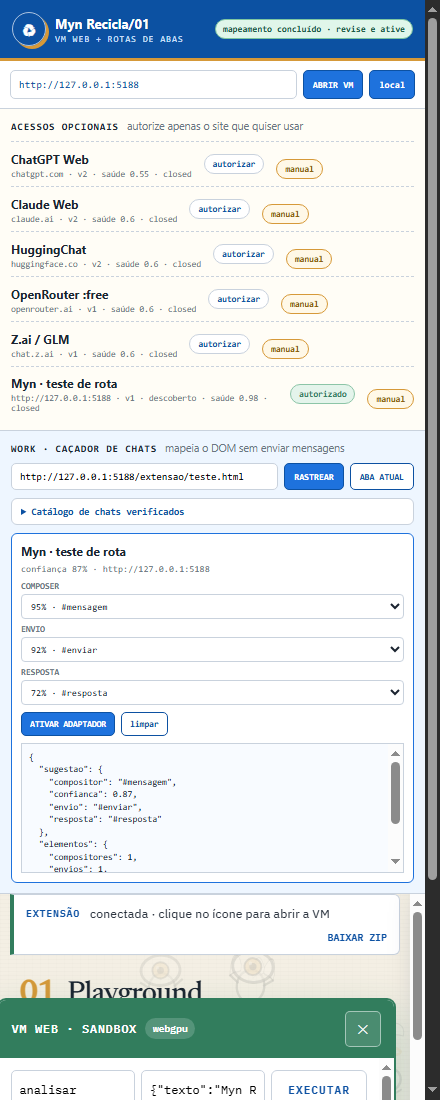 Myn Recicla/01
VM WEB + ROTAS DE ABAS
mapeamento concluído · revise e ative
http://127.0.0.1:5188
ABRIR VM
local
ACESSOS OPCIONAIS autorize apenas o site que quiser usar
ChatGPT Web
chatgpt.com · v2 · saúde 0.55 · closed
autorizar
manual
Claude Web
claude.ai · v2 · saúde 0.6 · closed
autorizar
manual
HuggingChat
huggingface.co · v2 · saúde 0.6 · closed
autorizar
manual
OpenRouter :free
openrouter.ai · v1 · saúde 0.6 · closed
autorizar
manual
Z.ai / GLM
chat.z.ai · v1 · saúde 0.6 · closed
autorizar
manual
Myn · teste de rota
http://127.0.0.1:5188 · v1 · descoberto · saúde 0.98 ·
closed
autorizado
manual
WORK · CAÇADOR DE CHATS mapeia o DOM sem enviar mensagens
http://127.0.0.1:5188/extensao/teste.html
RASTREAR
ABA ATUAL
▶ Catálogo de chats verificados
Myn · teste de rota
confiança 87% · http://127.0.0.1:5188
COMPOSER
95% · #mensagem
ENVIO
92% · #enviar
RESPOSTA
72% · #resposta
ATIVAR ADAPTADOR
limpar
{
"sugestao": {
"compositor": "#mensagem",
"confianca": 0.87,
"envio": "#enviar",
"resposta": "#resposta"
},
"elementos": {
"compositores": 1,
"envios": 1,
EXTENSÃO conectada · clique no ícone para abrir a VM
BAIXAR ZIP
01 Playground
VM WEB · SANDBOX webgpu
×
analisar
{"texto":"Myn R
EXECUTAR